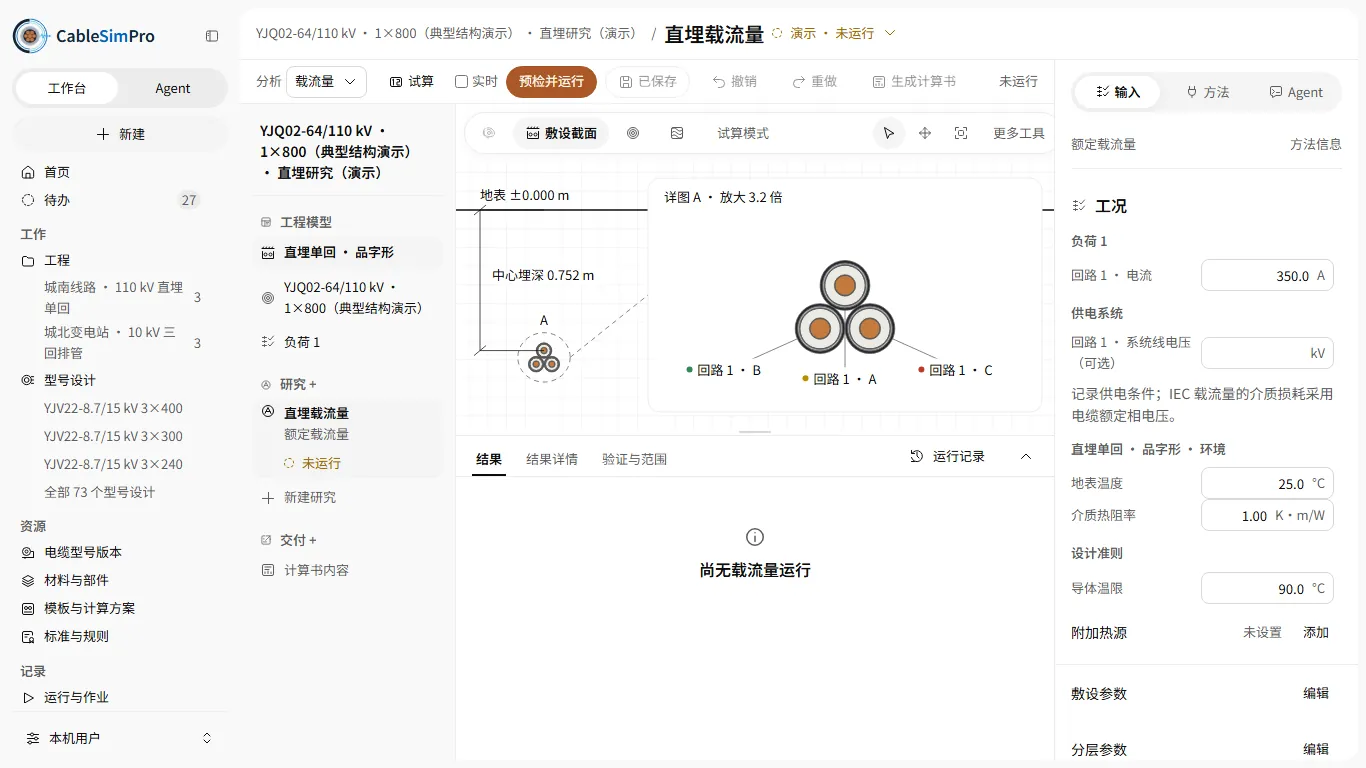 CableSimPro
工作台
Agent
新建
首页
待办
27
工作
工程
城南线路 · 110 kV 直埋
单回
3
城北变电站 · 10 kV 三
回排管
3
型号设计
YJV22-8.7/15 kV 3×400
YJV22-8.7/15 kV 3×300
YJV22-8.7/15 kV 3×240
全部 73 个型号设计
资源
电缆型号版本
材料与部件
模板与计算方案
标准与规则
记录
运行与作业
本机用户
YJQ02-64/110 kV · 1×800（典型结构演示） · 直埋研究（演示） / 直埋载流量 演示 · 未运行
分析 载流量 试算 实时 预检并运行 已保存 撤销 重做 生成计算书 未运行
YJQ02-64/110 kV ·
1×800（典型结构演示）
· 直埋研究（演示）
工程模型
直埋单回 · 品字形
YJQ02-64/110 kV ·
1×800（典型结构演示）
负荷 1
研究 +
直埋载流量
额定载流量
未运行
新建研究
交付 +
计算书内容
敷设截面 试算模式 更多工具
地表 ±0.000 m
详图 A · 放大 3.2 倍
中心埋深 0.752 m
A
回路 1 · B
回路 1 · A
回路 1 · C
结果 结果详情 验证与范围 运行记录
尚无载流量运行
输入 方法 Agent
额定载流量 方法信息
工况
负荷 1
回路 1 · 电流 350.0 A
供电系统
回路 1 · 系统线电压
（可选） kV
记录供电条件；IEC 载流量的介质损耗采用
电缆额定相电压。
直埋单回 · 品字形 · 环境
地表温度 25.0 °C
介质热阻率 1.00 K·m/W
设计准则
导体温限 90.0 °C
附加热源 未设置 添加
敷设参数 编辑
分层参数 编辑